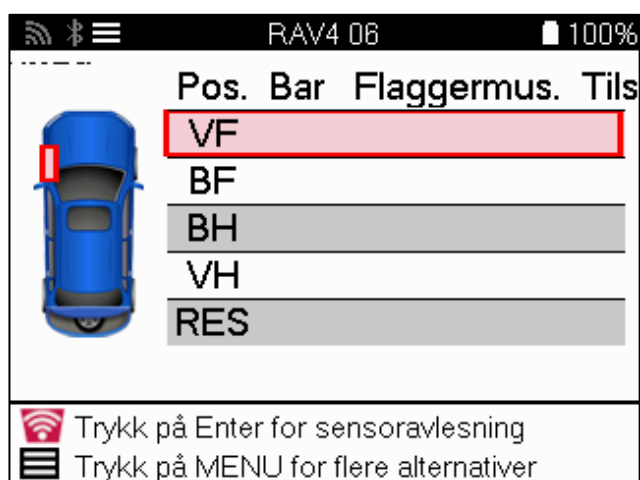 RAV4 06 100%
Pos. Bar Flaggermus. Tils
VF
BF
BH
VH
RES
Trykk på Enter for sensoravlesning
Trykk på MENU for flere alternativer